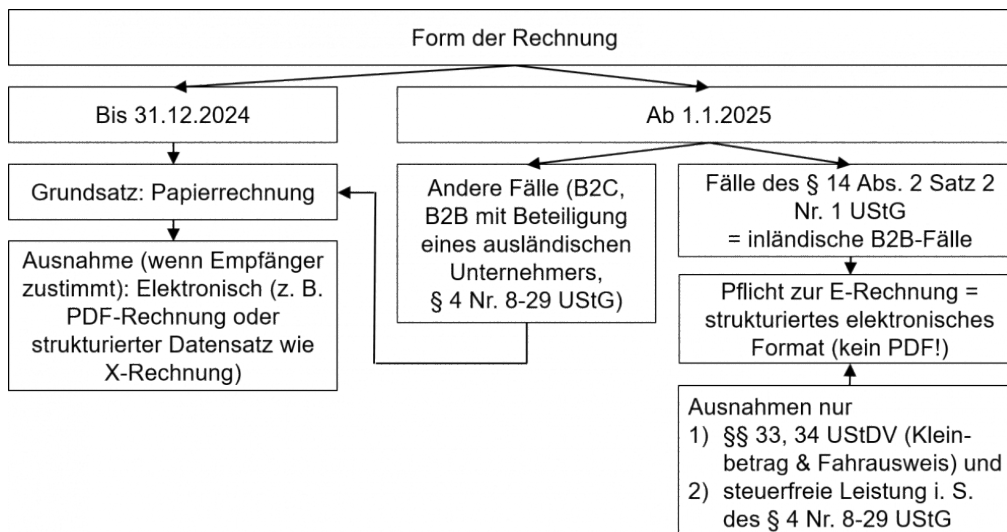 Form der Rechnung
Bis 31.12.2024
Ab 1.1.2025
Grundsatz: Papierrechnung
Ausnahme (wenn Empfänger
zustimmt): Elektronisch (z. B.
PDF-Rechnung oder
strukturierter Datensatz wie
X-Rechnung)
Andere Fälle (B2C,
B2B mit Beteiligung
eines ausländischen
Unternehmers,
§ 4 Nr. 8-29 UStG)
Fälle des § 14 Abs. 2 Satz 2
Nr. 1 UStG
= inländische B2B-Fälle
Pflicht zur E-Rechnung =
strukturiertes elektronisches
Format (kein PDF!)
Ausnahmen nur
1) §§ 33, 34 UStDV (Klein-
betrag & Fahrausweis) und
2) steuerfreie Leistung i. S.
des § 4 Nr. 8-29 UStG